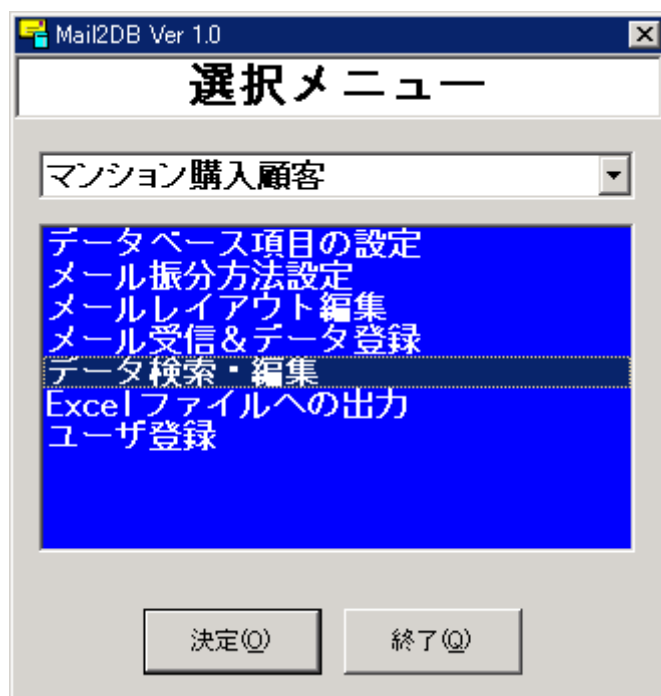 Mail2DB Ver 1.0
選択メニュー
マンション購入顧客
データベース項目の設定
メール振分方法設定
メールレイアウト編集
メール受信&データ登録
データ検索・編集
Excelファイルへの出力
ユーザ登録
決定(O) 終了(Q)